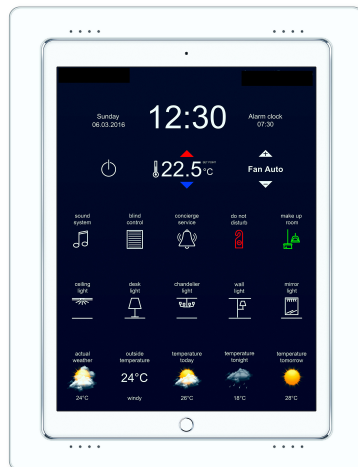 Sunday
06.03.2016
12:30
Alarm clock
07:30
22.5 °C
Fan Auto
sound
system
blind
control
concierge
service
do not
disturb
make up
room
ceiling
light
desk
light
chandelier
light
wall
light
mirror
light
actual
weather
outside
temperature
temperature
today
temperature
tonight
temperature
tomorrow
24°C
24°C
windy
26°C
18°C
28°C